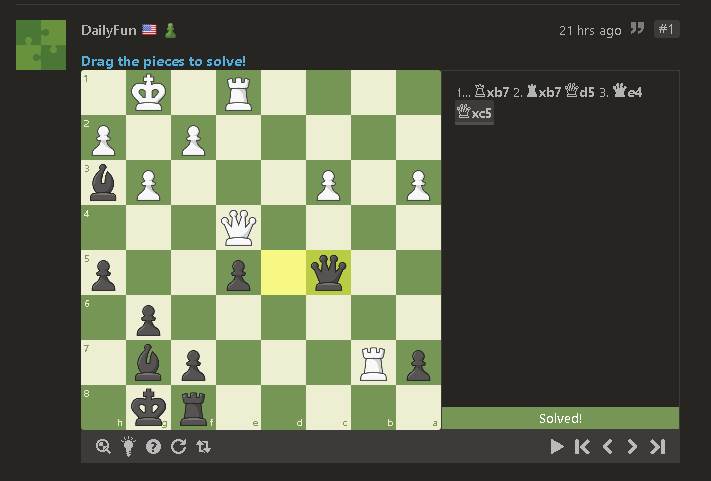 DailyFun 21 hrs ago #1
Drag the pieces to solve!
1... ♖xb7 2. ♜xb7 ♕d5 3. ♛e4
♕xc5
1
2
3
4
5
6
7
8
h g f e d c b a
Solved!